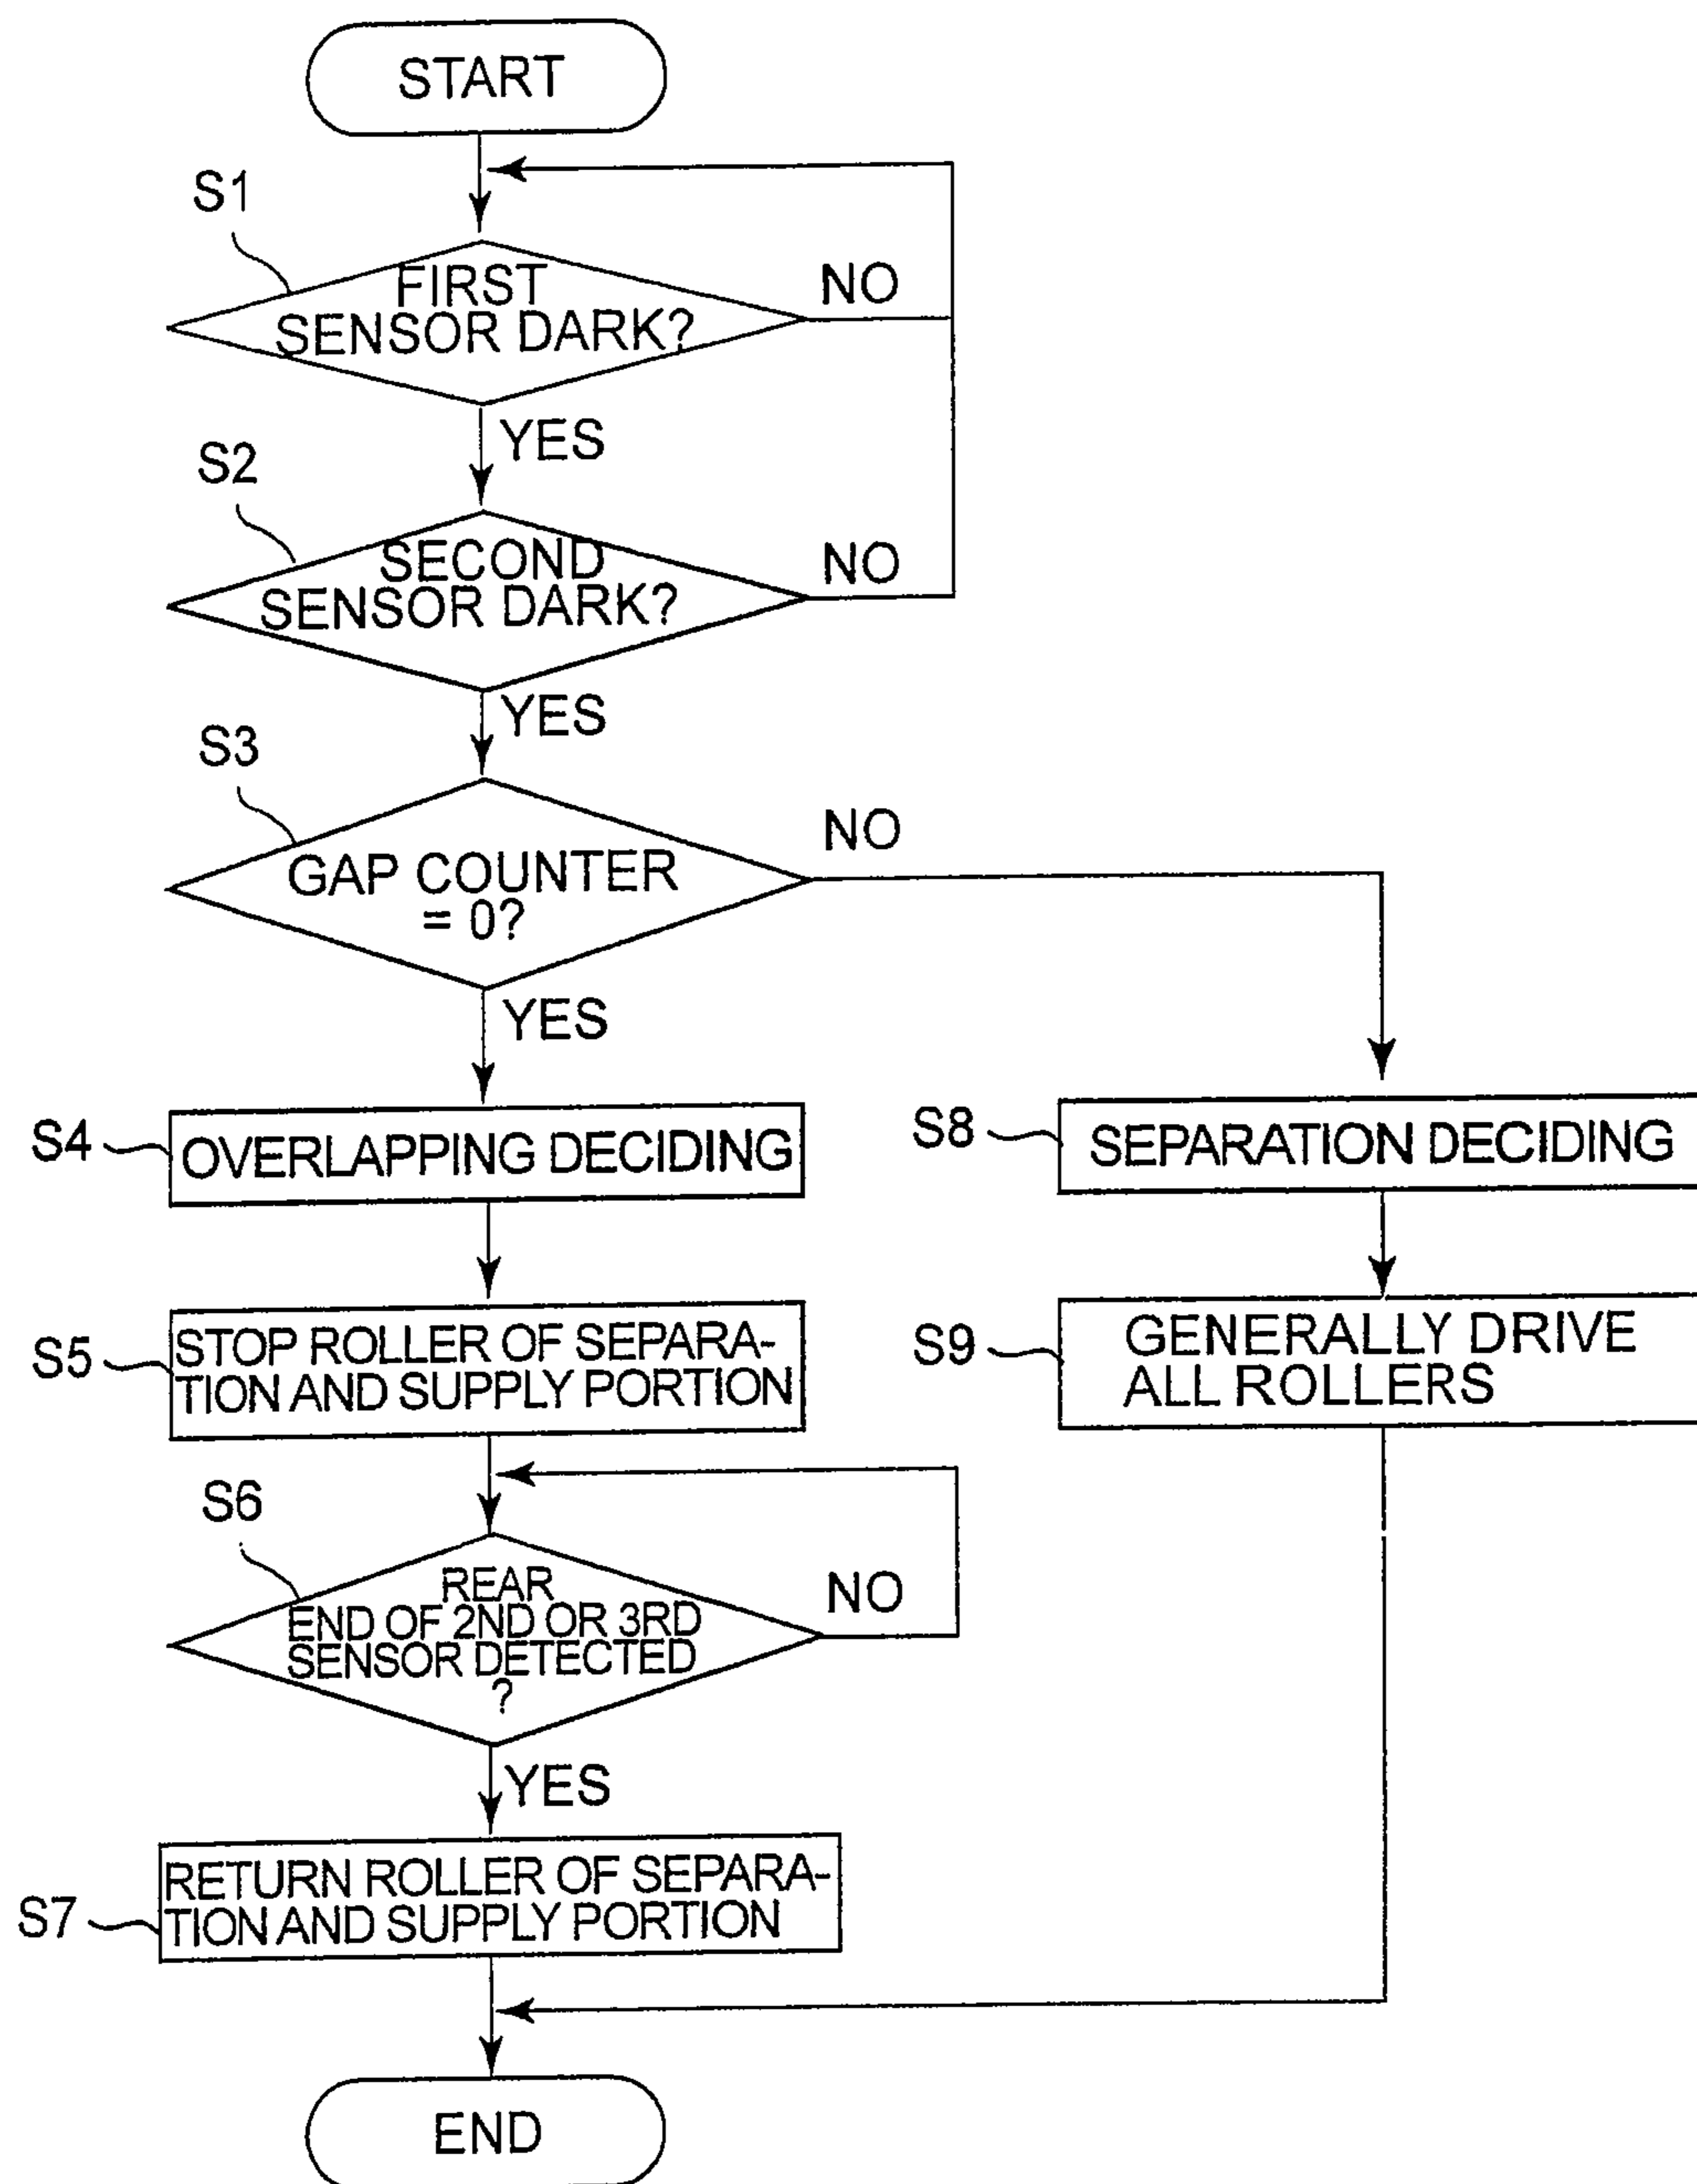 START
S1
FIRST
SENSOR DARK?
NO
YES
S2
SECOND
SENSOR DARK?
NO
YES
S3
GAP COUNTER
= 0?
NO
YES
S4
OVERLAPPING DECIDING
S8
SEPARATION DECIDING
S5
STOP ROLLER OF SEPARA-
TION AND SUPPLY PORTION
S9
GENERALLY DRIVE
ALL ROLLERS
S6
REAR
END OF 2ND OR 3RD
SENSOR DETECTED
?
NO
YES
S7
RETURN ROLLER OF SEPARA-
TION AND SUPPLY PORTION
END